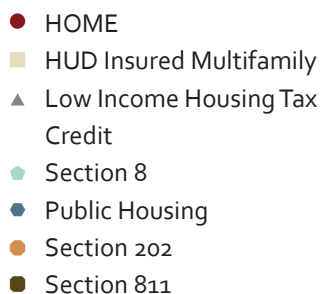 HOME
HUD Insured Multifamily
Low Income Housing Tax
Credit
Section 8
Public Housing
Section 202
Section 811